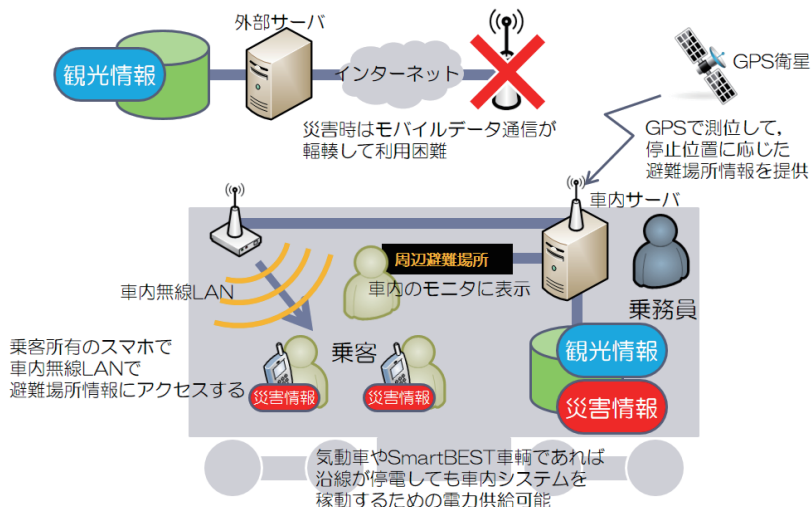 外部サーバ
観光情報
インターネット
GPS衛星
災害時はモバイルデータ通信が
輻輳して利用困難
GPSで測位して,
停止位置に応じた
避難場所情報を提供
車内サーバ
周辺避難場所
車内無線LAN
車内のモニタに表示
乗務員
乗客所有のスマホで
車内無線LANで
避難場所情報にアクセスする
乗客
観光情報
災害情報
災害情報
災害情報
気動車やSmartBEST車輌であれば
沿線が停電しても車内システムを
稼動するための電力供給可能